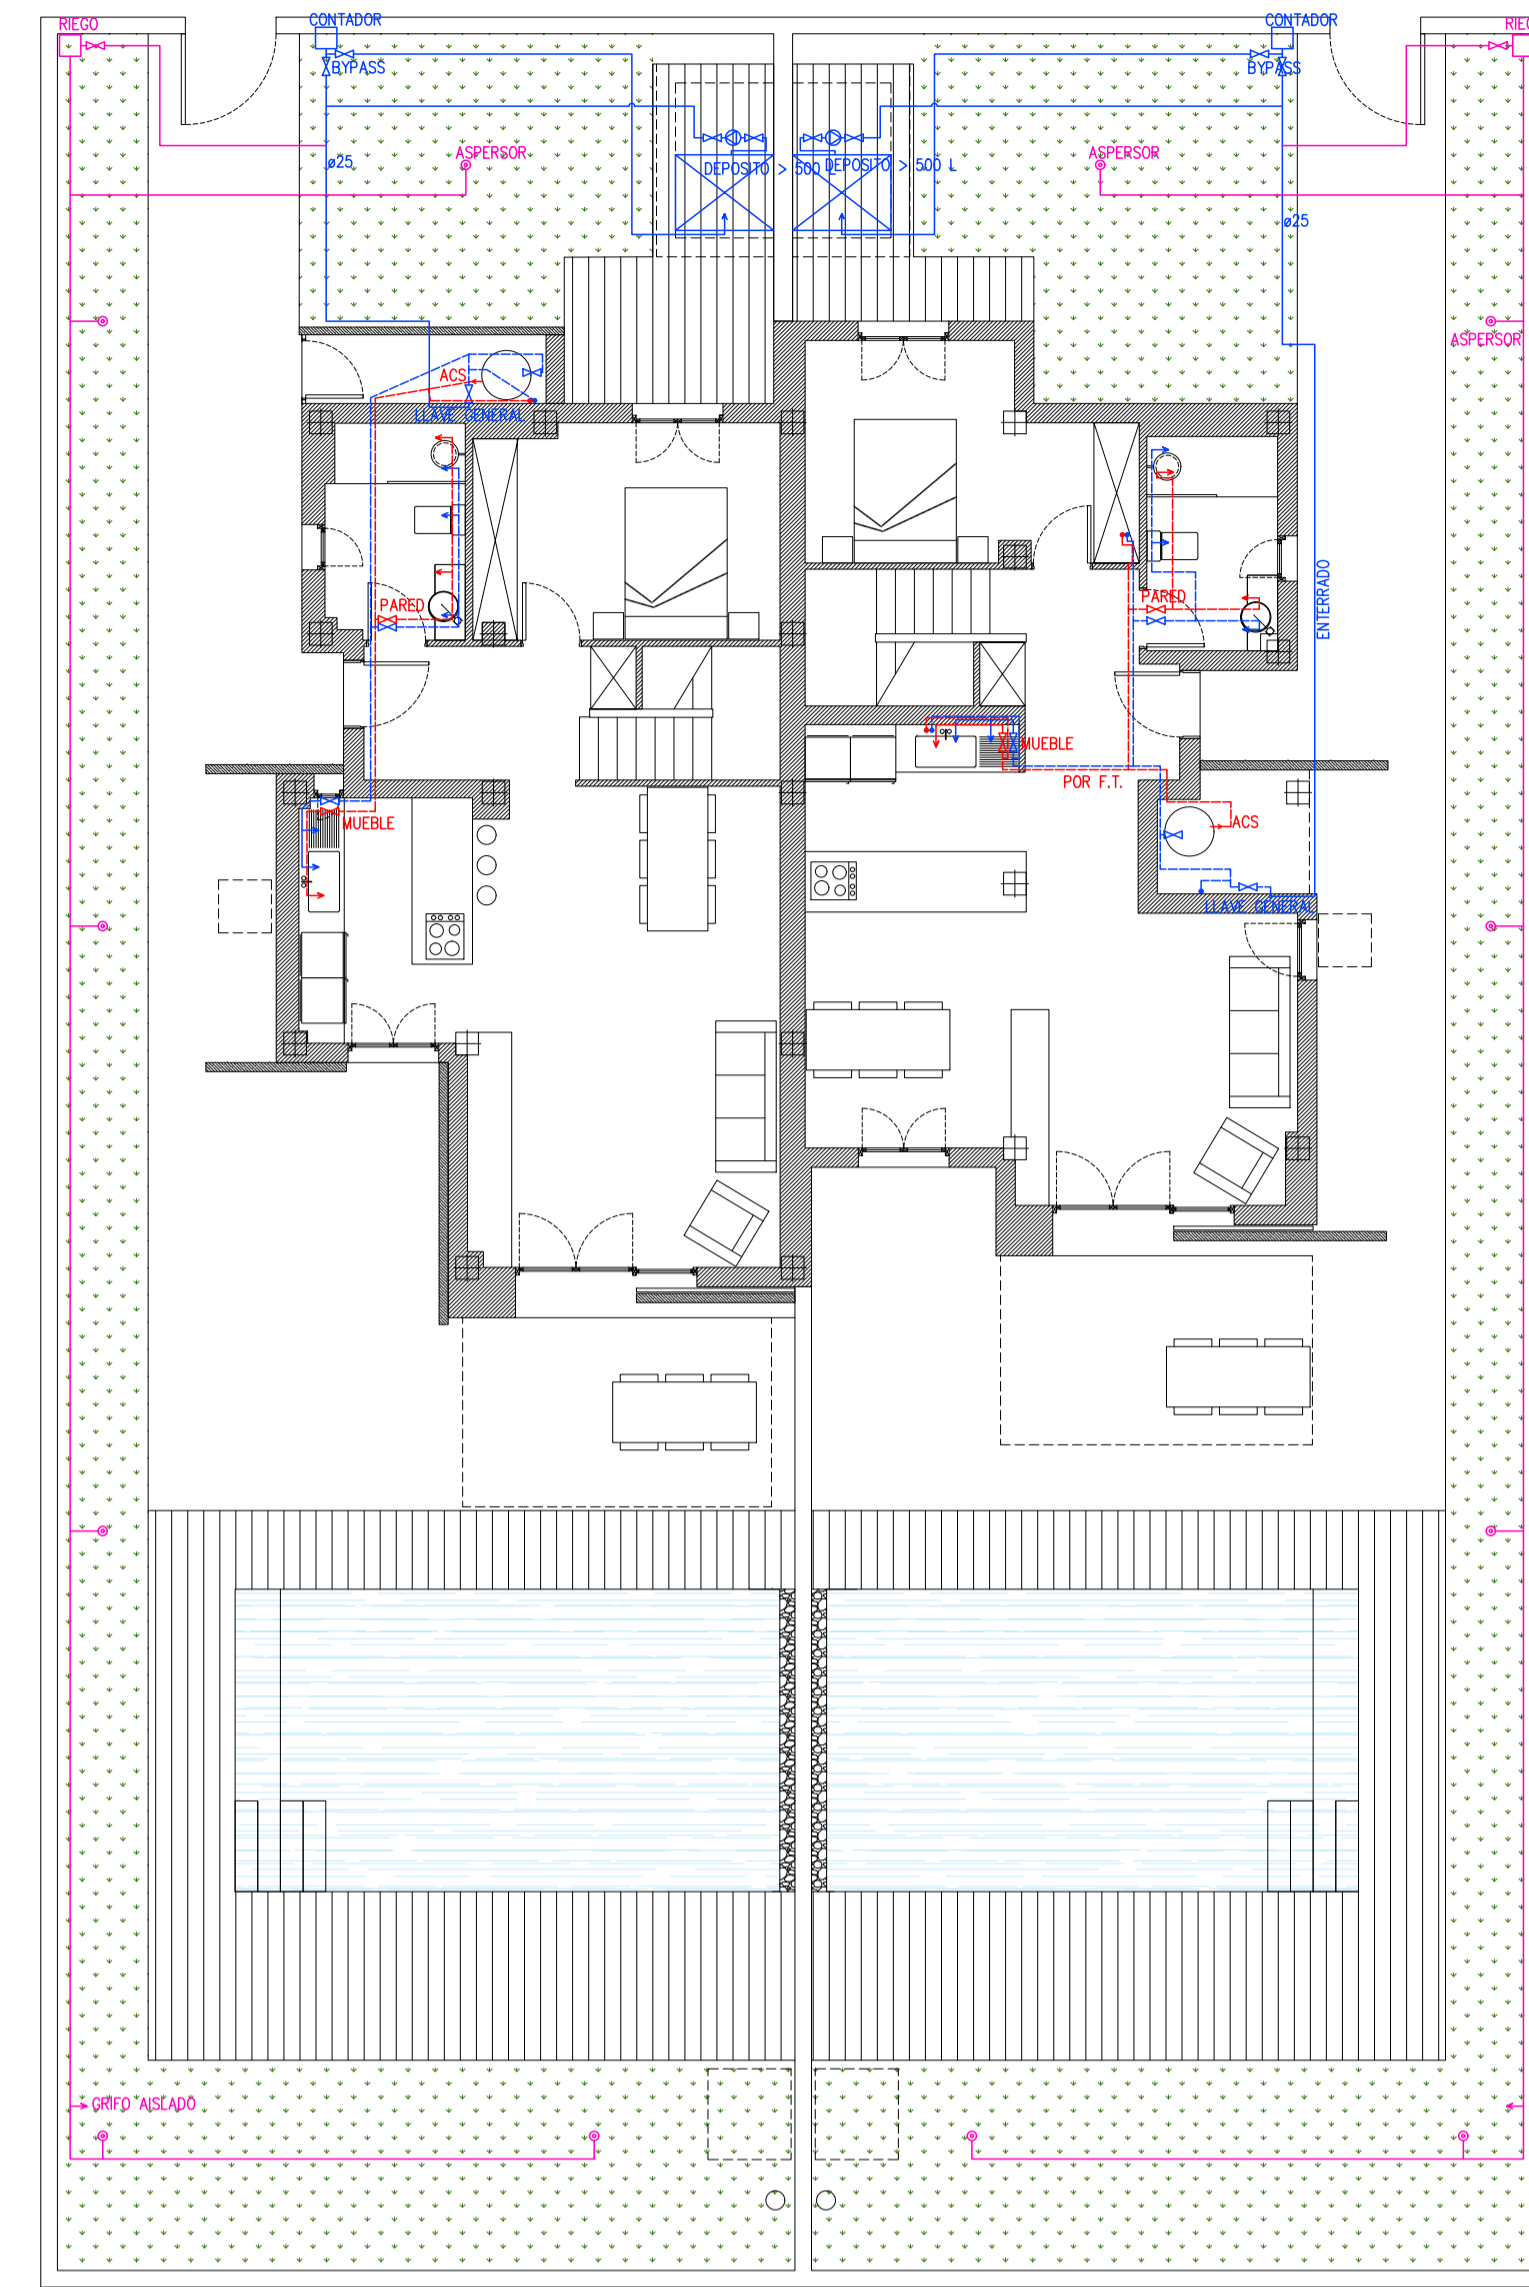 RIEGO
CONTADOR
CONTADOR
RIEG
BYPASS
BYPASS
ø25
ASPERSOR
DEPOSITO > 500 L
DEPOSITO > 500 L
ASPERSOR
ø25
ASPERSOR
ACS
LLAVE GENERAL
PARED
PARED
ENTERRADO
MUEBLE
POR F.T.
MUEBLE
ACS
LLAVE GENERAL
GRIFO AISLADO